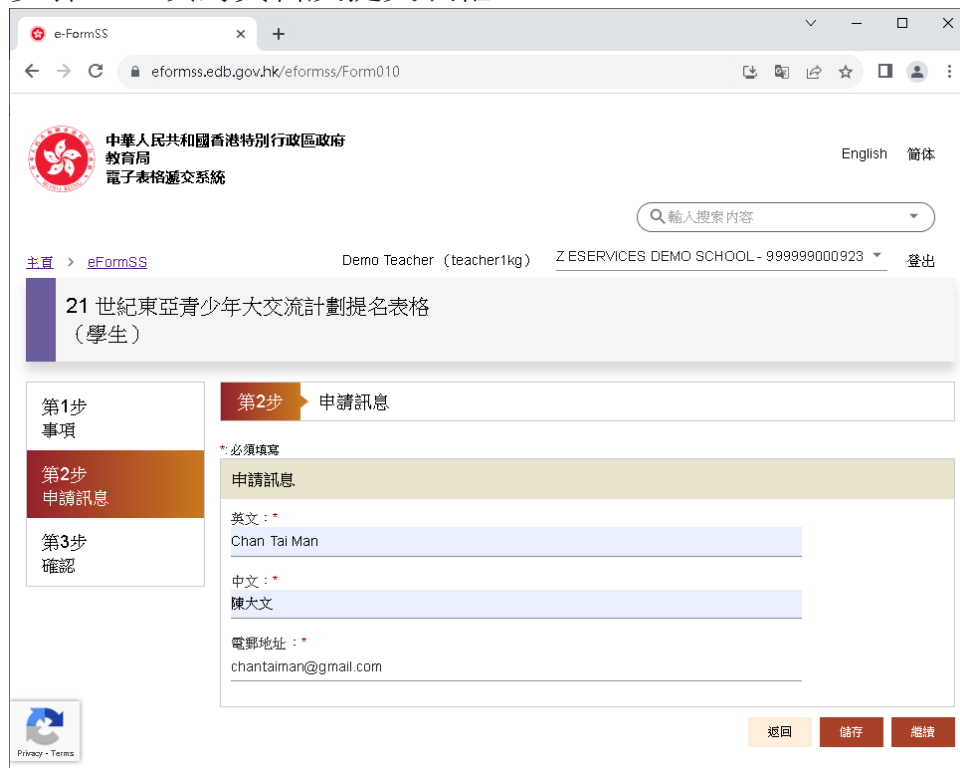 e-FormSS
eformss.edb.gov.hk/eformss/Form010
中華人民共和國香港特別行政區政府
教育局
電子表格遞交系統
English 简体
輸入搜索內容
主頁 > eFormSS Demo Teacher (teacher1kg) Z ESERVICES DEMO SCHOOL - 999999000923 登出
21 世紀東亞青少年大交流計劃提名表格
(學生)
第1步
事項
第2步
申請訊息
第3步
確認
第2步 申請訊息
*: 必須填寫
申請訊息
英文:*
Chan Tai Man
中文:*
陳大文
電郵地址:*
chantaiman@gmail.com
返回 儲存 繼續
Privacy - Terms